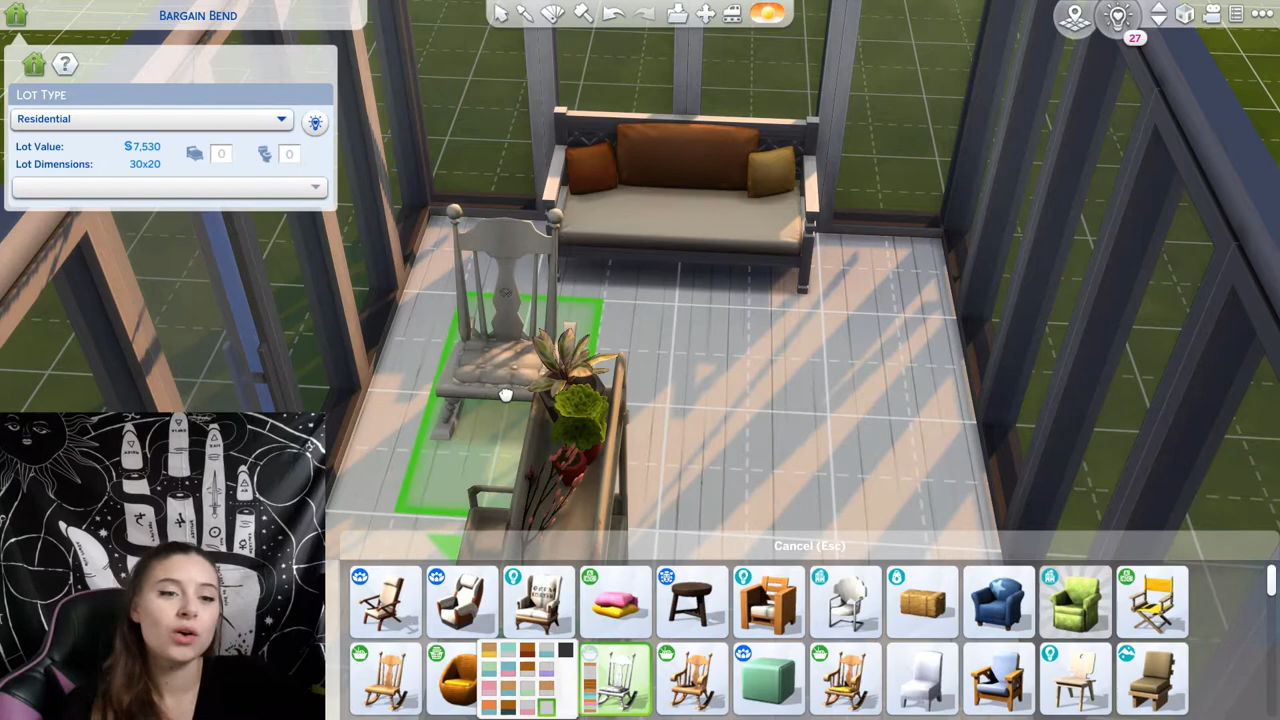 BARGAIN BEND
27
LOT TYPE
Residential
Lot Value: §7,530
Lot Dimensions: 30x20
0
0
Cancel (Esc)